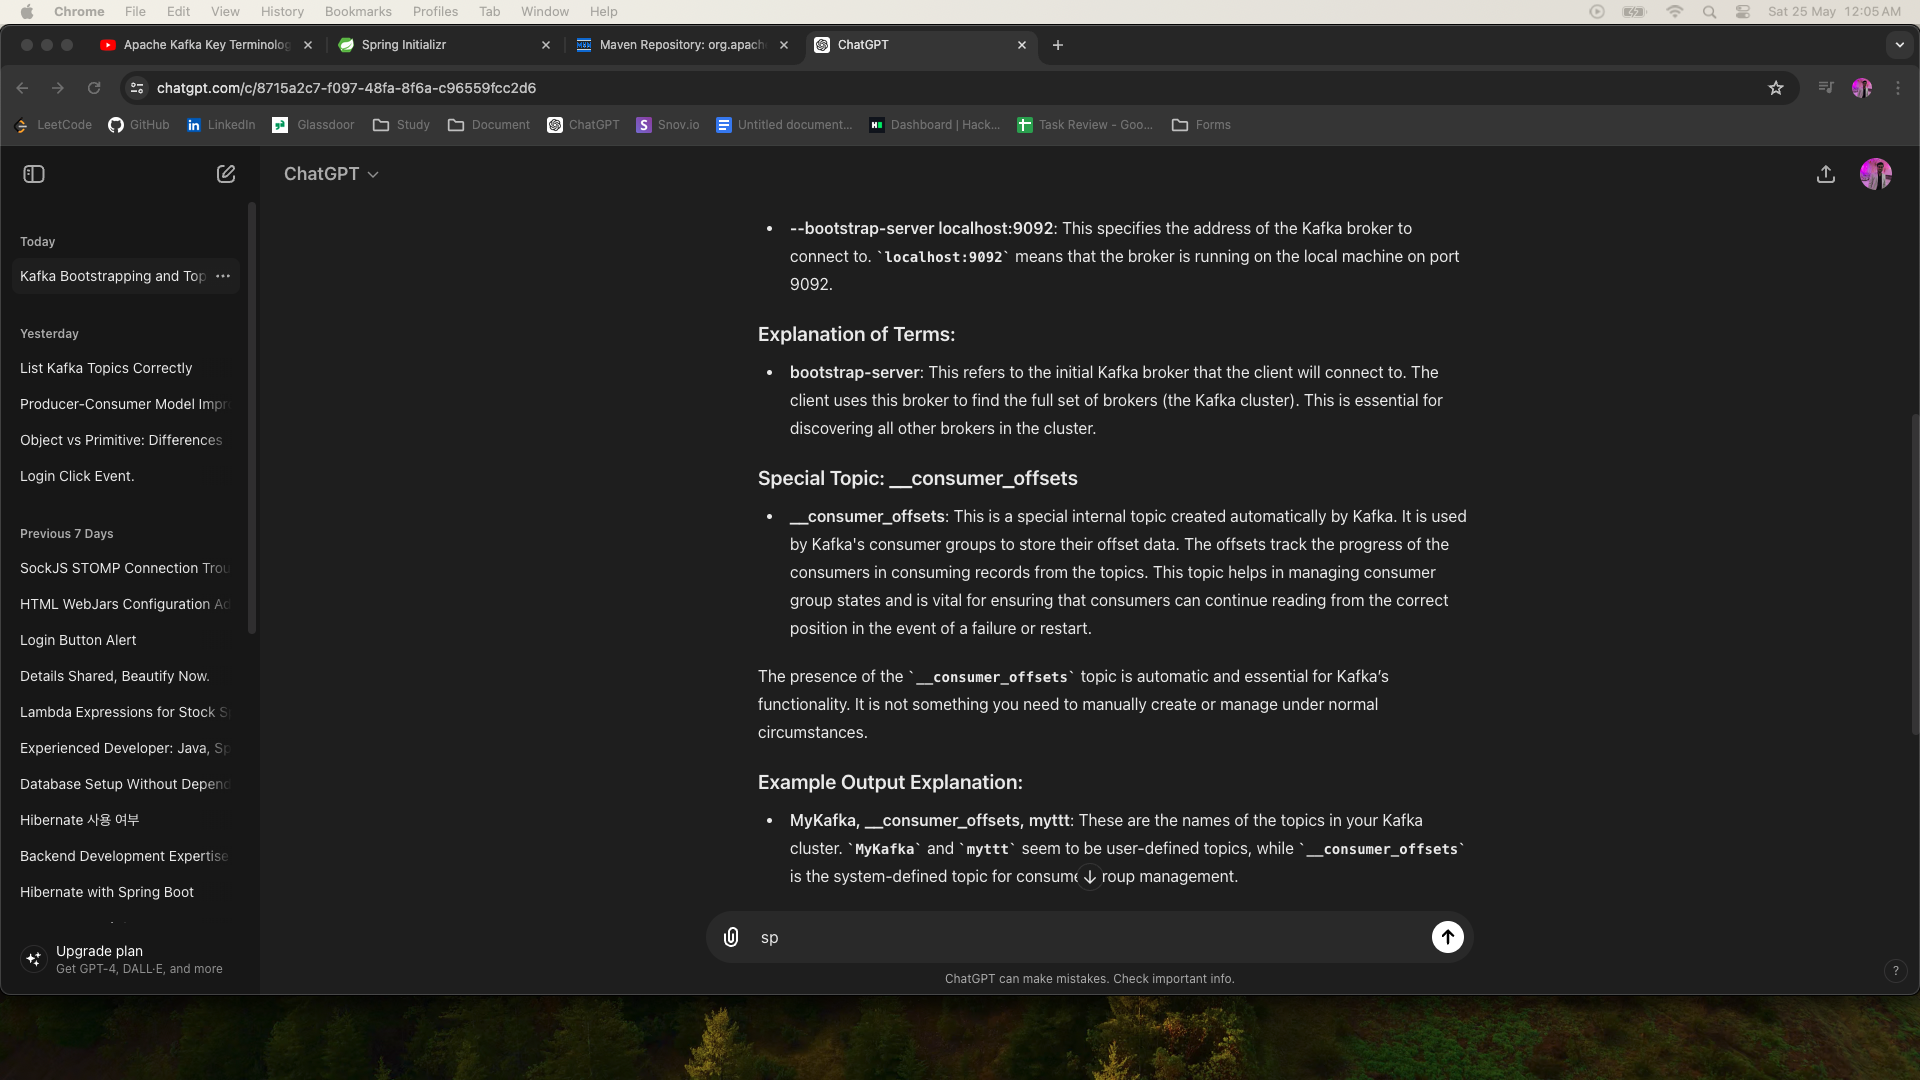 Chrome File Edit View History Bookmarks Profiles Tab Window Help Sat 25 May 12:05 AM
Apache Kafka Key Terminolog Spring Initializr Maven Repository: org.apach ChatGPT
chatgpt.com/c/8715a2c7-f097-48fa-8f6a-c96559fcc2d6
LeetCode GitHub LinkedIn Glassdoor Study Document ChatGPT Snov.io Untitled document... Dashboard | Hack... Task Review - Goo... Forms
ChatGPT
Today
Kafka Bootstrapping and Top
Yesterday
List Kafka Topics Correctly
Producer-Consumer Model Impr
Object vs Primitive: Differences
Login Click Event.
Previous 7 Days
SockJS STOMP Connection Trou
HTML WebJars Configuration Ad
Login Button Alert
Details Shared, Beautify Now.
Lambda Expressions for Stock S
Experienced Developer: Java, Sp
Database Setup Without Depend
Hibernate 사용 여부
Backend Development Expertise
Hibernate with Spring Boot
Upgrade plan
Get GPT-4, DALL·E, and more
• --bootstrap-server localhost:9092: This specifies the address of the Kafka broker to
connect to. `localhost:9092` means that the broker is running on the local machine on port
9092.
Explanation of Terms:
• bootstrap-server: This refers to the initial Kafka broker that the client will connect to. The
client uses this broker to find the full set of brokers (the Kafka cluster). This is essential for
discovering all other brokers in the cluster.
Special Topic: __consumer_offsets
• __consumer_offsets: This is a special internal topic created automatically by Kafka. It is used
by Kafka's consumer groups to store their offset data. The offsets track the progress of the
consumers in consuming records from the topics. This topic helps in managing consumer
group states and is vital for ensuring that consumers can continue reading from the correct
position in the event of a failure or restart.
The presence of the `__consumer_offsets` topic is automatic and essential for Kafka’s
functionality. It is not something you need to manually create or manage under normal
circumstances.
Example Output Explanation:
• MyKafka, __consumer_offsets, myttt: These are the names of the topics in your Kafka
cluster. `MyKafka` and `myttt` seem to be user-defined topics, while `__consumer_offsets`
is the system-defined topic for consume roup management.
sp
ChatGPT can make mistakes. Check important info.
?